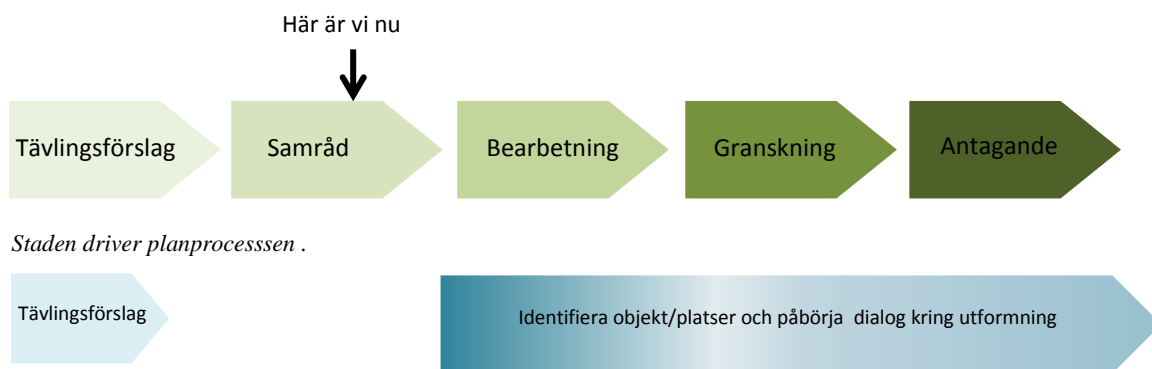 Här är vi nu
Tävlingsförslag
Samråd
Bearbetning
Granskning
Antagande
Staden driver planprocesssen .
Tävlingsförslag
Identifiera objekt/platser och påbörja dialog kring utformning